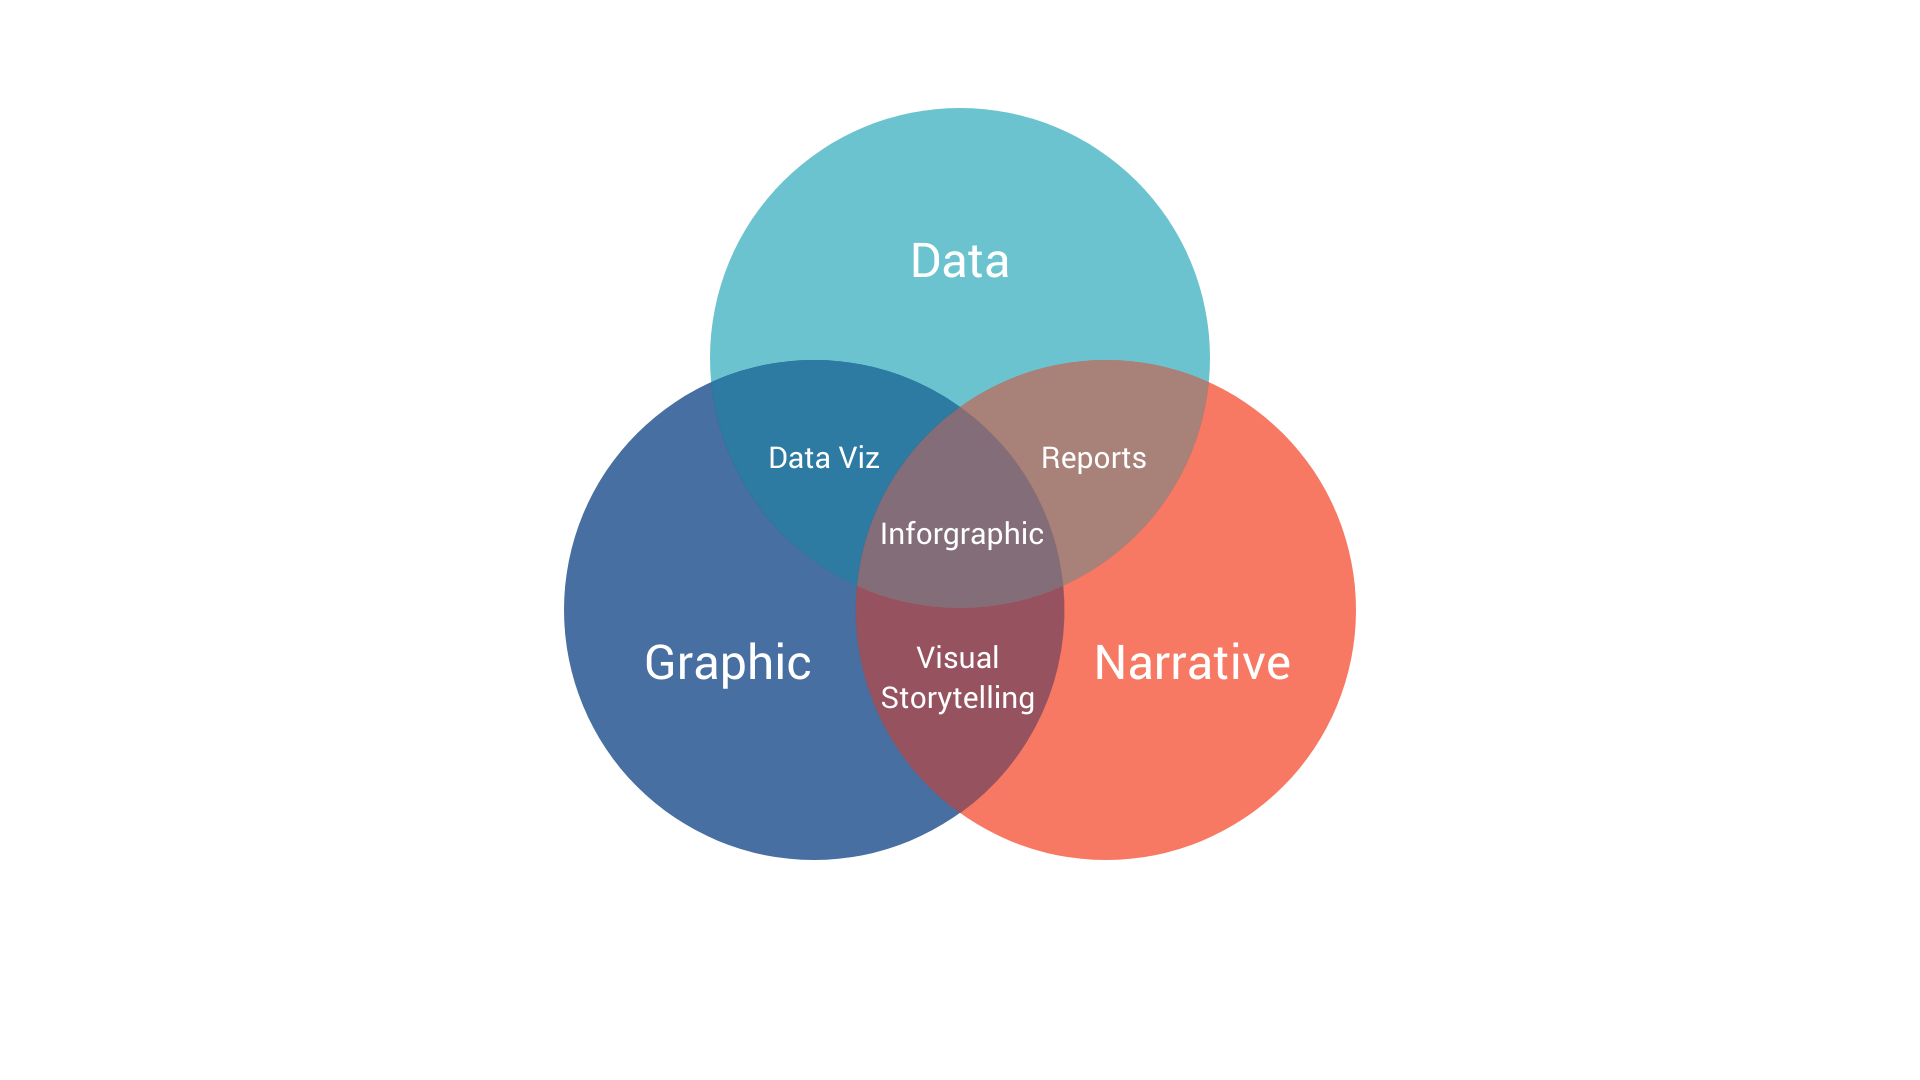 Data
Data Viz
Reports
Inforgraphic
Graphic
Visual
Storytelling
Narrative